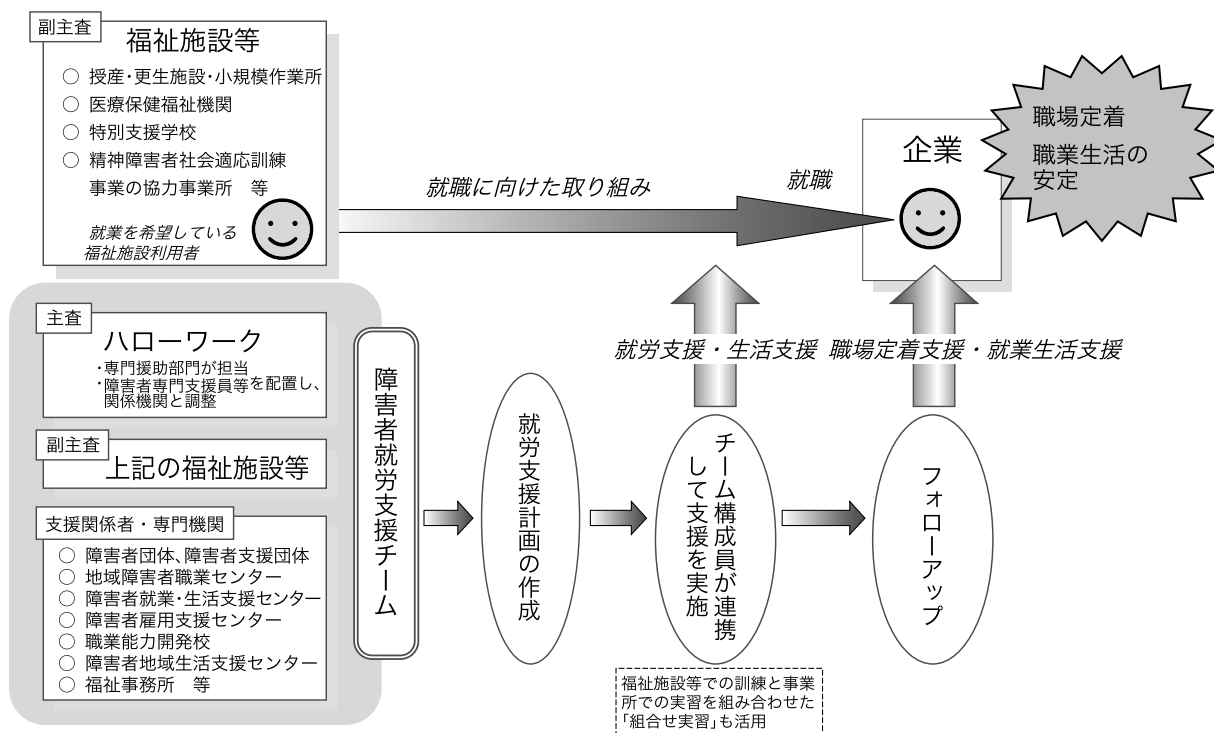 副主査
福祉施設等
○ 授産・更生施設・小規模作業所
○ 医療保健福祉機関
○ 特別支援学校
○ 精神障害者社会適応訓練
事業の協力事業所　等
就業を希望している
福祉施設利用者
就職に向けた取り組み
就職
企業
職場定着
職業生活の
安定
主査
ハローワーク
・専門援助部門が担当
・障害者専門支援員等を配置し、
関係機関と調整
副主査
上記の福祉施設等
支援関係者・専門機関
○ 障害者団体、障害者支援団体
○ 地域障害者職業センター
○ 障害者就業・生活支援センター
○ 障害者雇用支援センター
○ 職業能力開発校
○ 障害者地域生活支援センター
○ 福祉事務所　等
障害者就労支援チーム
就労支援計画の作成
就労支援・生活支援
チーム構成員が連携
して支援を実施
福祉施設等での訓練と事業
所での実習を組み合わせた
「組合せ実習」も活用
職場定着支援・就業生活支援
フォローアップ